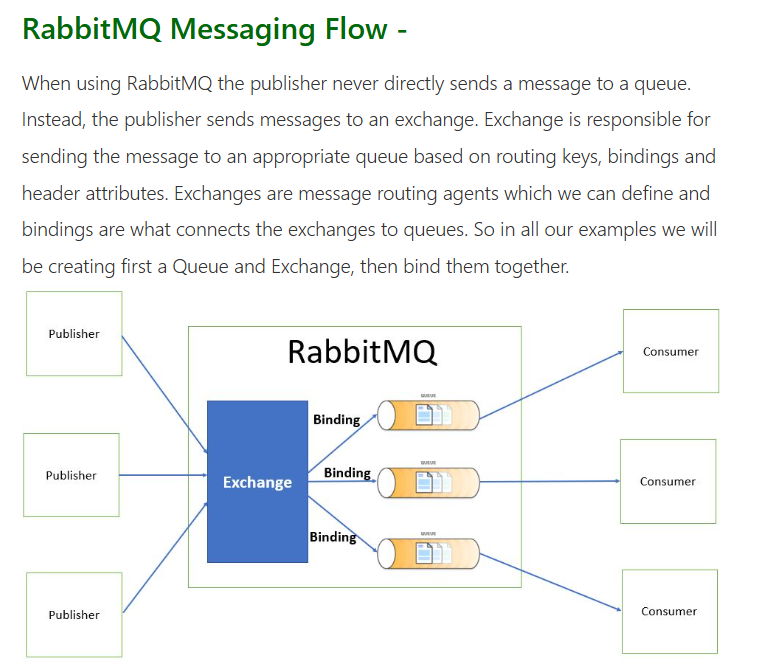 RabbitMQ Messaging Flow -
When using RabbitMQ the publisher never directly sends a message to a queue.
Instead, the publisher sends messages to an exchange. Exchange is responsible for
sending the message to an appropriate queue based on routing keys, bindings and
header attributes. Exchanges are message routing agents which we can define and
bindings are what connects the exchanges to queues. So in all our examples we will
be creating first a Queue and Exchange, then bind them together.
Publisher
RabbitMQ
Consumer
QUEUE
Binding
Publisher
Exchange
QUEUE
Binding
Consumer
QUEUE
Binding
Publisher
Consumer